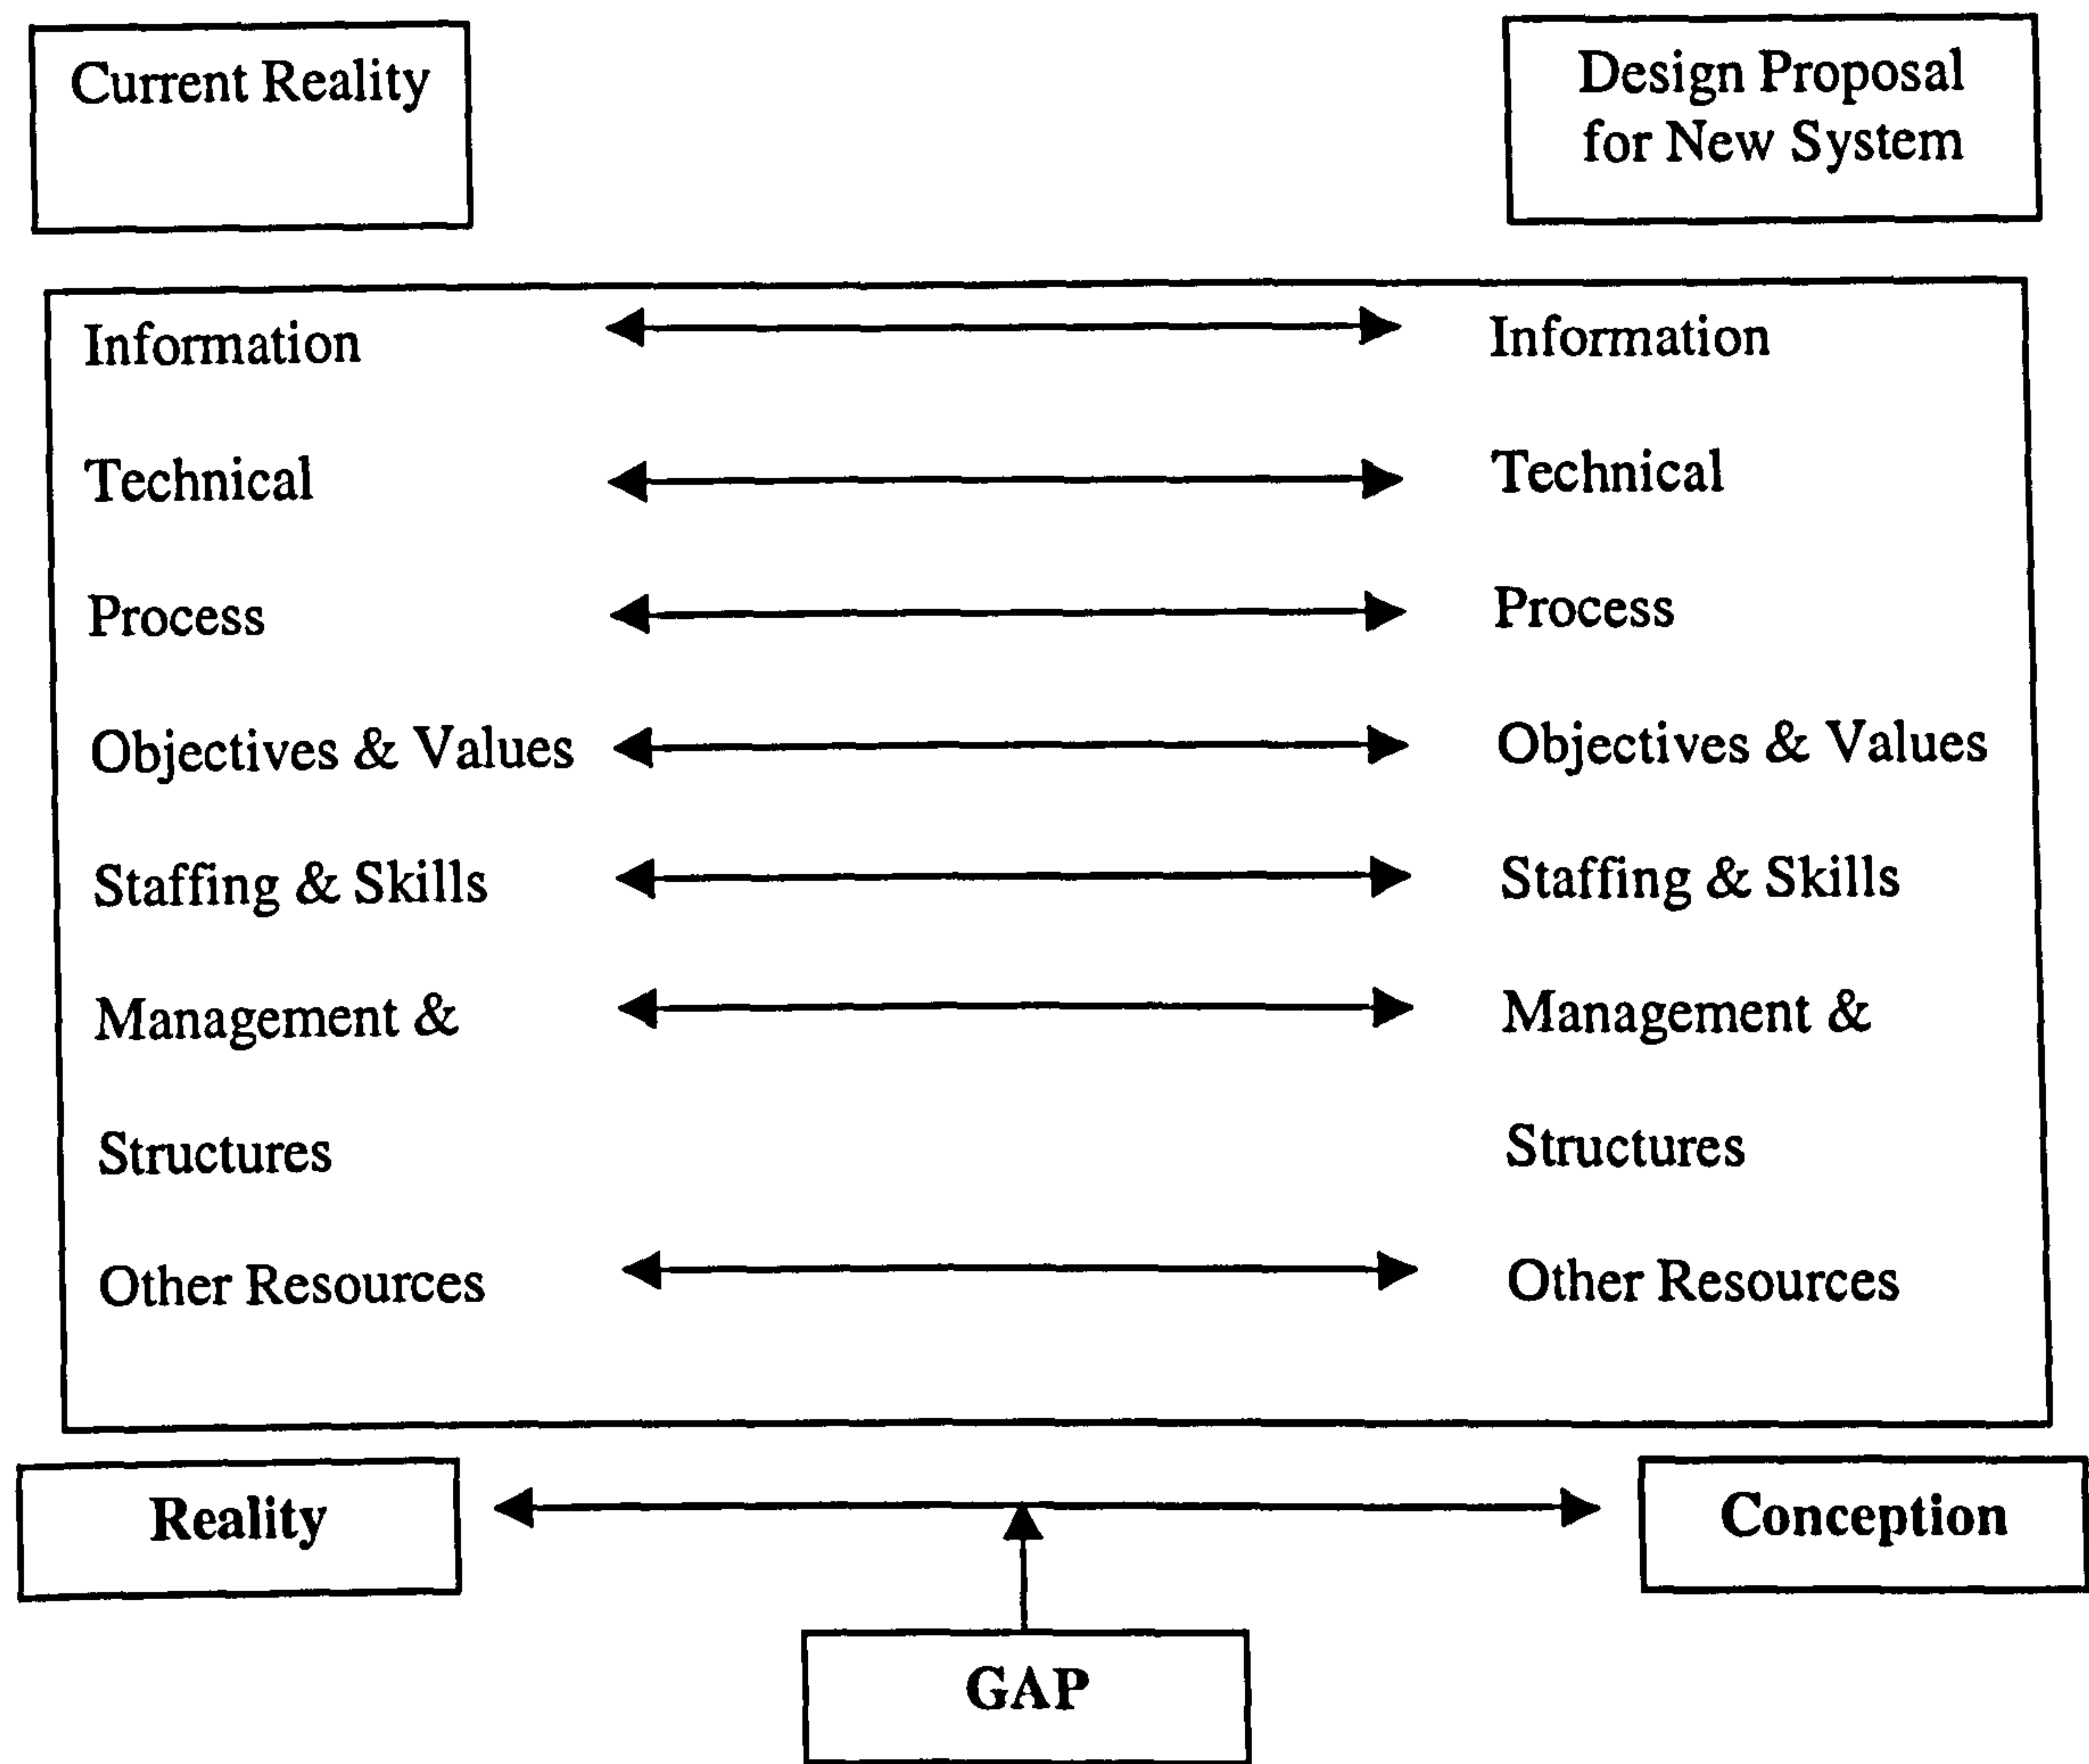 Current Reality
Design Proposal
for New System
Information
Information
Technical
Technical
Process
Process
Objectives & Values
Objectives & Values
Staffing & Skills
Staffing & Skills
Management &
Management &
Structures
Structures
Other Resources
Other Resources
Reality
Conception
GAP